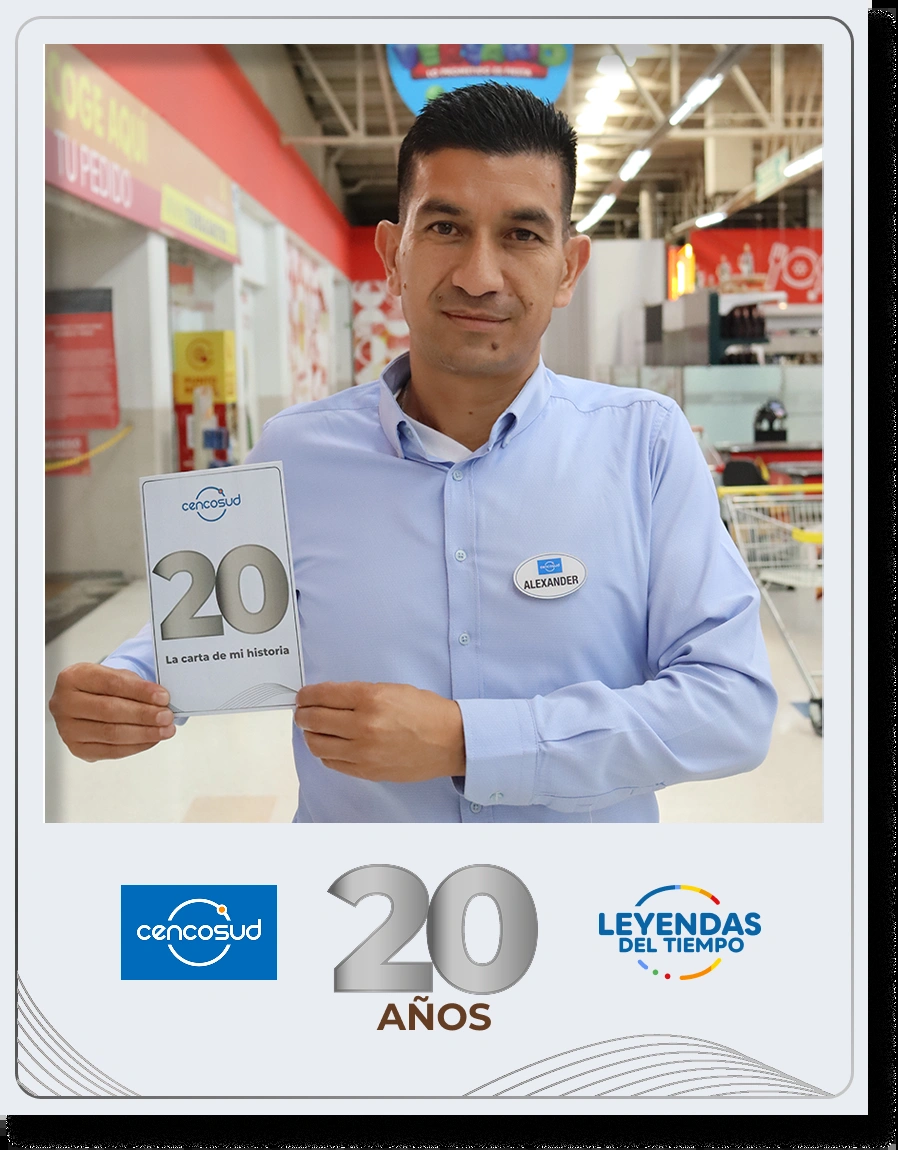 COGE AQUÍ
TU PEDIDO
cencosud
20
La carta de mi historia
ALEXANDER
cencosud
20
AÑOS
LEYENDAS
DEL TIEMPO